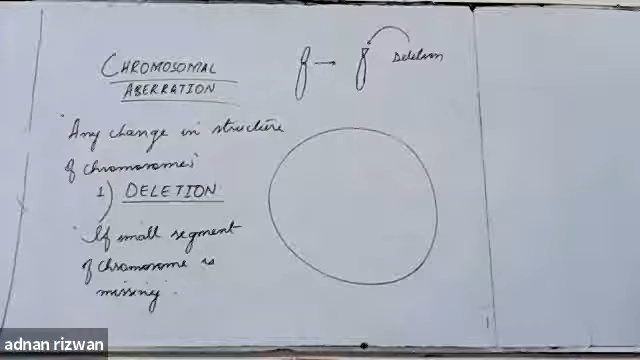 CHROMOSOMAL
ABERRATION
Deletion
"Any change in structure
of chromosomes"
1) DELETION
"If small segment
of chromosome is
missing".
adnan rizwan